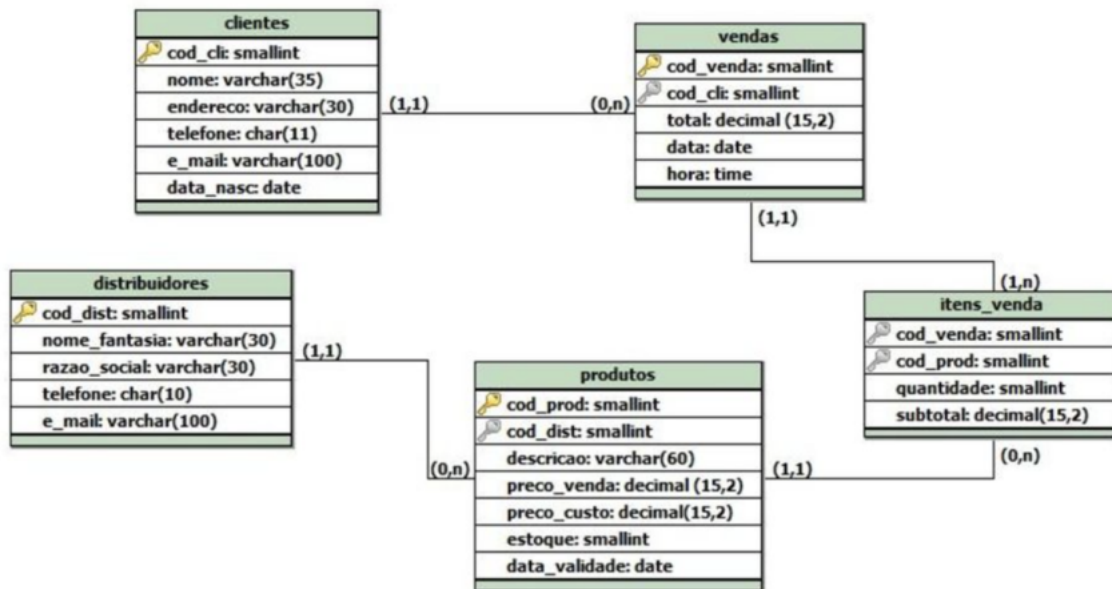 clientes
cod_cli: smallint
nome: varchar(35)
endereco: varchar(30)
telefone: char(11)
e_mail: varchar(100)
data_nasc: date
(1,1)
(0,n)
vendas
cod_venda: smallint
cod_cli: smallint
total: decimal (15,2)
data: date
hora: time
(1,1)
(1,n)
distribuidores
cod_dist: smallint
nome_fantasia: varchar(30)
razao_social: varchar(30)
telefone: char(10)
e_mail: varchar(100)
(1,1)
(0,n)
produtos
cod_prod: smallint
cod_dist: smallint
descricao: varchar(60)
preco_venda: decimal (15,2)
preco_custo: decimal(15,2)
estoque: smallint
data_validade: date
(1,1)
(0,n)
itens_venda
cod_venda: smallint
cod_prod: smallint
quantidade: smallint
subtotal: decimal(15,2)